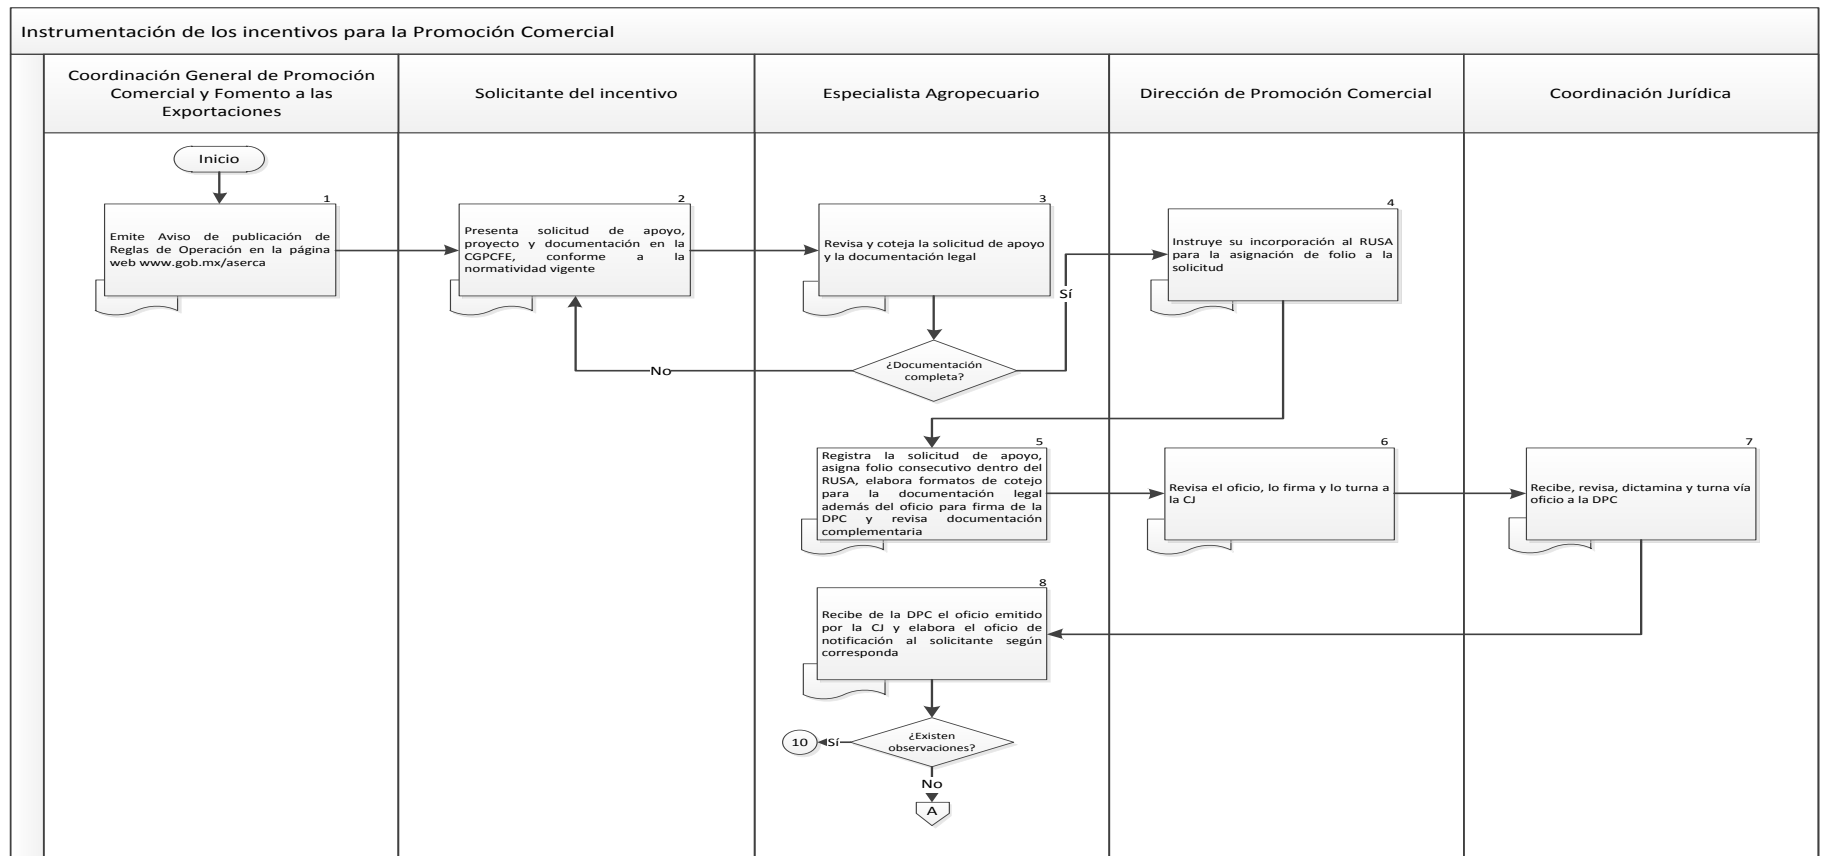 Instrumentación de los incentivos para la Promoción Comercial
Coordinación General de Promoción
Comercial y Fomento a las
Exportaciones
Solicitante del incentivo
Especialista Agropecuario
Dirección de Promoción Comercial
Coordinación Jurídica
Inicio
1
Emite Aviso de publicación de
Reglas de Operación en la página
web www.gob.mx/aserca
2
Presenta solicitud de apoyo,
proyecto y documentación en la
CGPCFE, conforme a la
normatividad vigente
3
Revisa y coteja la solicitud de apoyo
y la documentación legal
4
Instruye su incorporación al RUSA
para la asignación de folio a la
solicitud
Sí
¿Documentación
completa?
No
5
Registra la solicitud de apoyo,
asigna folio consecutivo dentro del
RUSA, elabora formatos de cotejo
para la documentación legal
además del oficio para firma de la
DPC y revisa documentación
complementaria
6
Revisa el oficio, lo firma y lo turna a
la CJ
7
Recibe, revisa, dictamina y turna vía
oficio a la DPC
8
Recibe de la DPC el oficio emitido
por la CJ y elabora el oficio de
notificación al solicitante según
corresponda
¿Existen
observaciones?
Sí
10
No
A